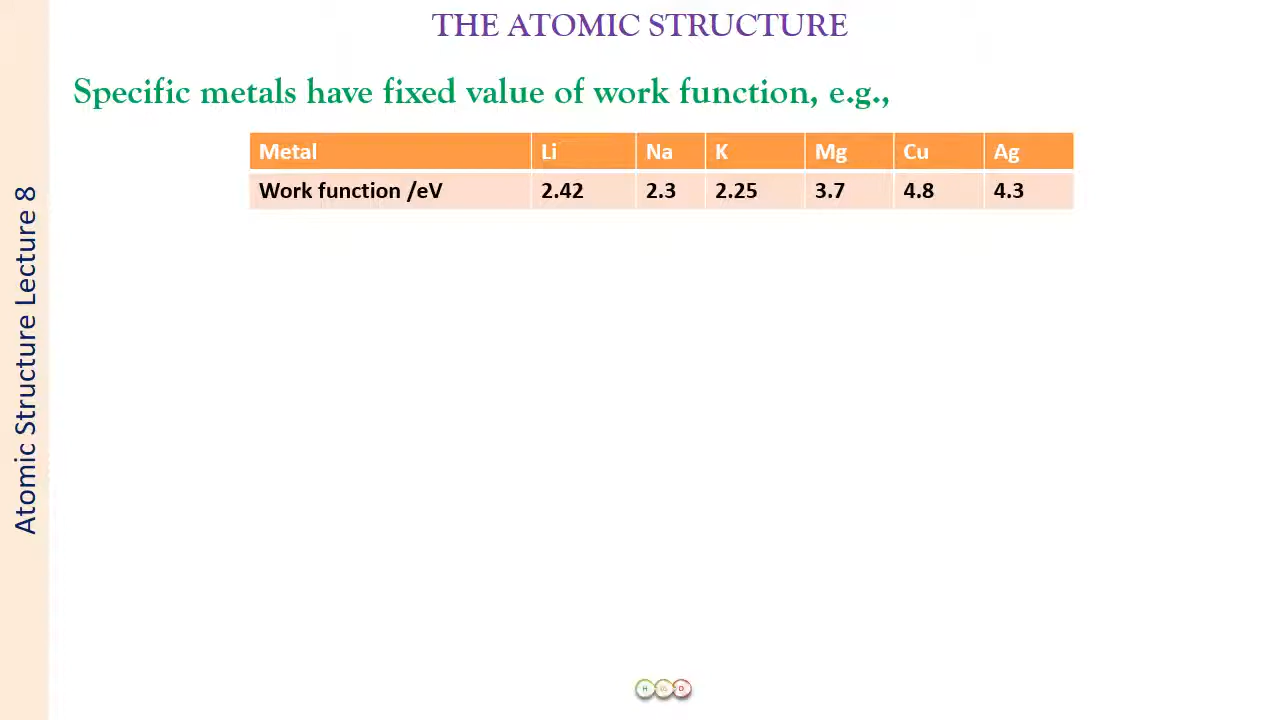 THE ATOMIC STRUCTURE
Specific metals have fixed value of work function, e.g.,
Metal Li Na K Mg Cu Ag
Work function /eV 2.42 2.3 2.25 3.7 4.8 4.3
Atomic Structure Lecture 8